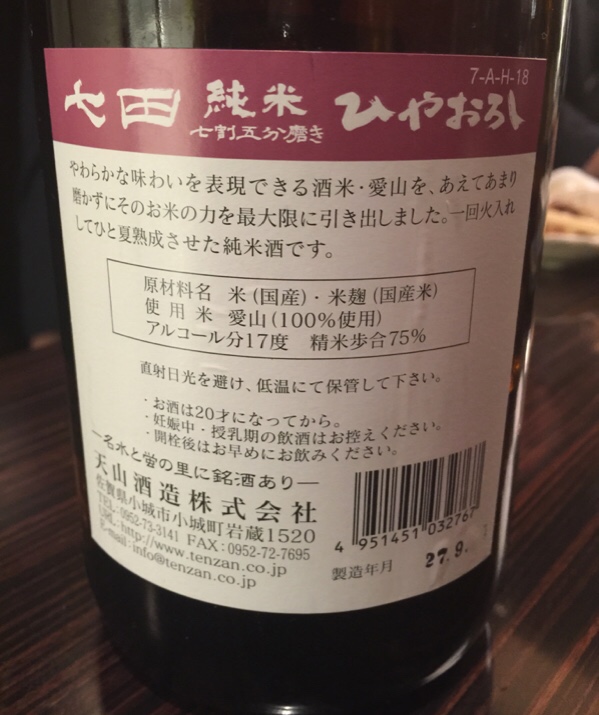 7-A-H-18
七田 純米 ひやおろし
七割五分磨き
やわらかな味わいを表現できる酒米・愛山を、あえてあまり
磨かずにそのお米の力を最大限に引き出しました。一回火入れ
してひと夏熟成させた純米酒です。
原材料名 米(国産)・米麹(国産米)
使用米 愛山(100%使用)
アルコール分17度 精米歩合75%
直射日光を避け、低温にて保管して下さい。
・お酒は20才になってから。
・妊娠中・授乳期の飲酒はお控えください。
・開栓後はお早めにお飲みください。
―名水と蛍の里に銘酒あり―
天山酒造株式会社
佐賀県小城市小城町岩蔵1520
TEL:0952-73-3141 FAX:0952-72-7695
URL:http://www.tenzan.co.jp
E-mail:info@tenzan.co.jp
4 951451 032767
製造年月 27.9.